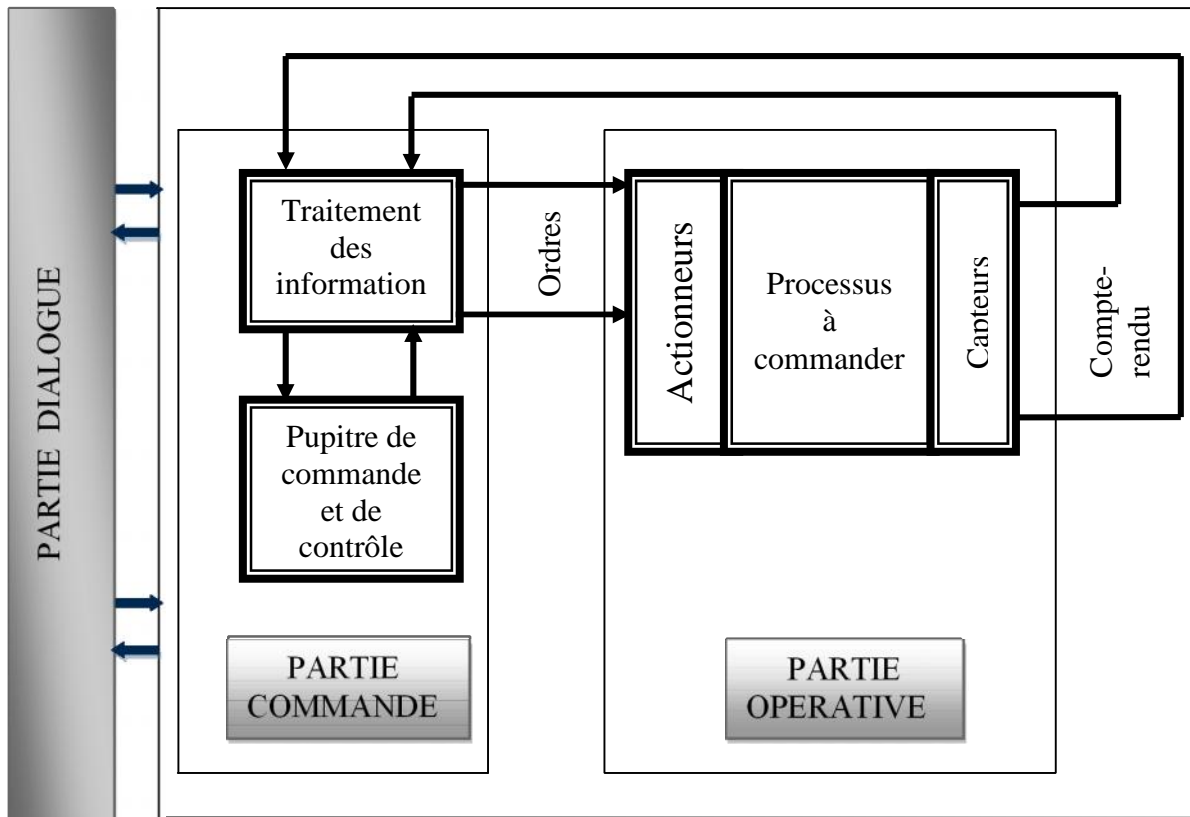 PARTIE DIALOGUE
Traitement
des
information
Pupitre de
commande
et de
contrôle
PARTIE
COMMANDE
Ordres
Actionneurs
Processus
à
commander
Capteurs
Compte-
rendu
PARTIE
OPERATIVE